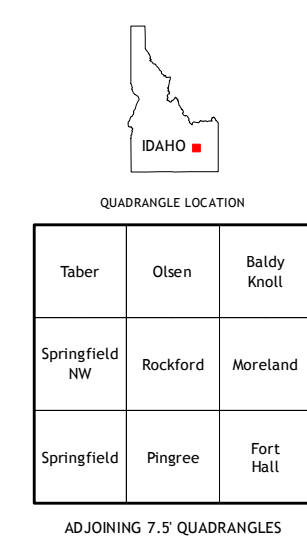 IDAHO
QUADRANGLE LOCATION
Taber Olsen Baldy
Knoll
Springfield
NW Rockford Moreland
Springfield Pingree Fort
Hall
ADJOINING 7.5' QUADRANGLES